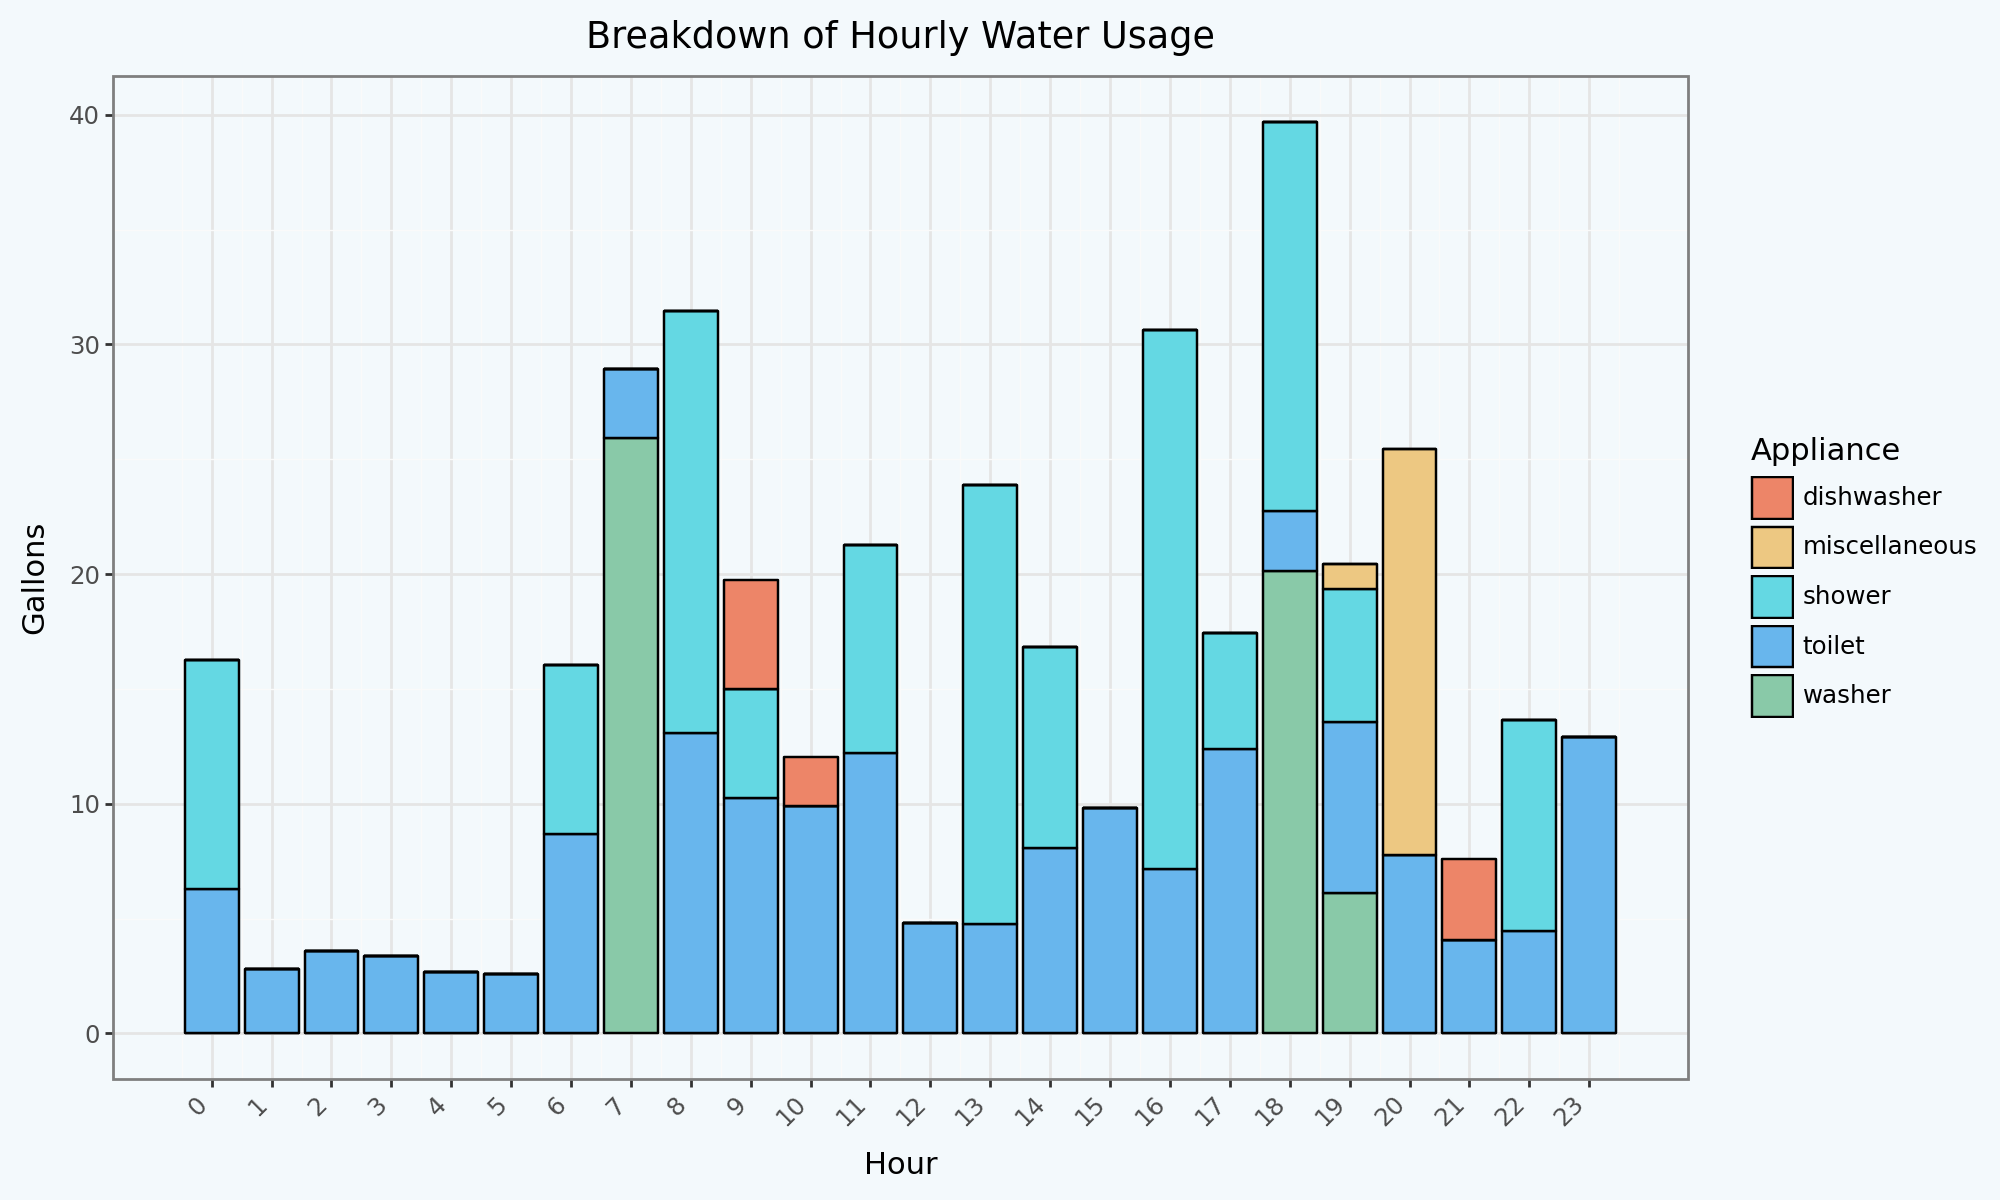 Breakdown of Hourly Water Usage
Gallons
40
30
20
10
0
0 1 2 3 4 5 6 7 8 9 10 11 12 13 14 15 16 17 18 19 20 21 22 23
Hour
Appliance
dishwasher
miscellaneous
shower
toilet
washer